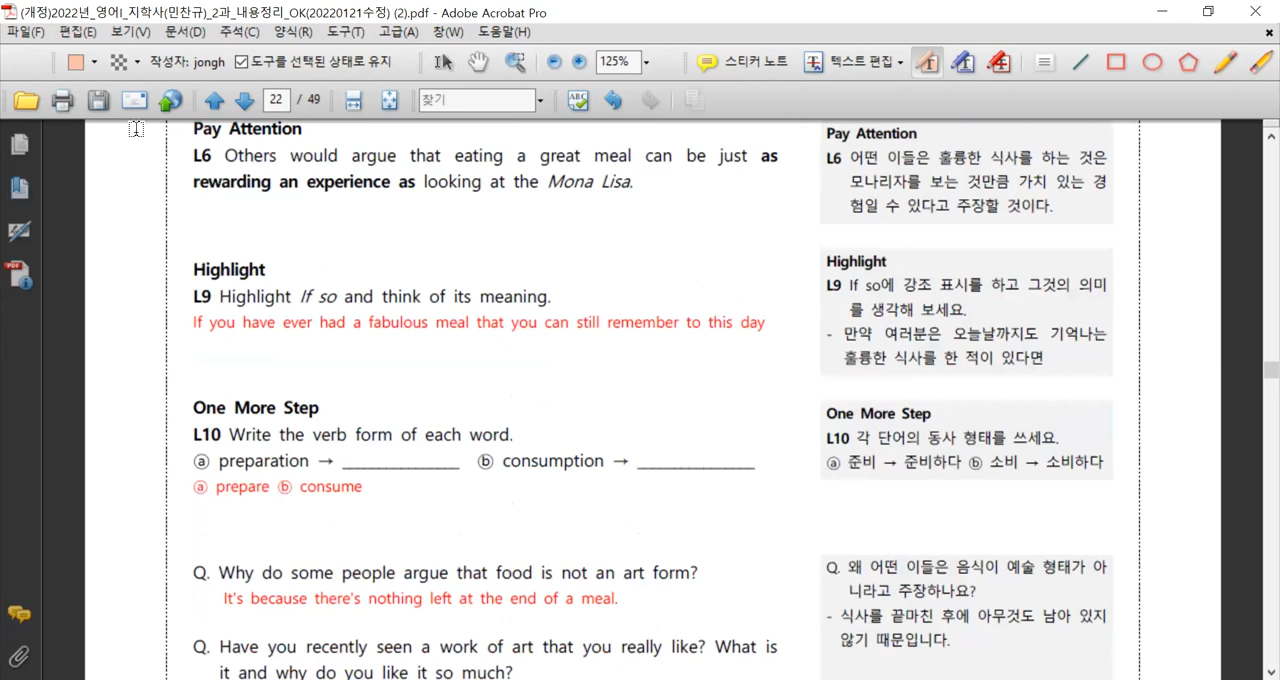 (개정)2022년_영어I_지학사(민찬규)_2과_내용정리_OK(20220121수정) (2).pdf - Adobe Acrobat Pro
파일(F) 편집(E) 보기(V) 문서(D) 주석(C) 양식(R) 도구(T) 고급(A) 창(W) 도움말(H)
작성자: jongh 도구를 선택된 상태로 유지 125% 스티커 노트 텍스트 편집
22 / 49 찾기
Pay Attention
L6 Others would argue that eating a great meal can be just as
rewarding an experience as looking at the Mona Lisa.
Pay Attention
L6 어떤 이들은 훌륭한 식사를 하는 것은
모나리자를 보는 것만큼 가치 있는 경
험일 수 있다고 주장할 것이다.
Highlight
L9 Highlight If so and think of its meaning.
If you have ever had a fabulous meal that you can still remember to this day
Highlight
L9 If so에 강조 표시를 하고 그것의 의미
를 생각해 보세요.
- 만약 여러분은 오늘날까지도 기억나는
훌륭한 식사를 한 적이 있다면
One More Step
L10 Write the verb form of each word.
ⓐ preparation → _______________ ⓑ consumption → _______________
ⓐ prepare ⓑ consume
One More Step
L10 각 단어의 동사 형태를 쓰세요.
ⓐ 준비 → 준비하다 ⓑ 소비 → 소비하다
Q. Why do some people argue that food is not an art form?
It's because there's nothing left at the end of a meal.
Q. Have you recently seen a work of art that you really like? What is
it and why do you like it so much?
Q. 왜 어떤 이들은 음식이 예술 형태가 아
니라고 주장하나요?
- 식사를 끝마친 후에 아무것도 남아 있지
않기 때문입니다.